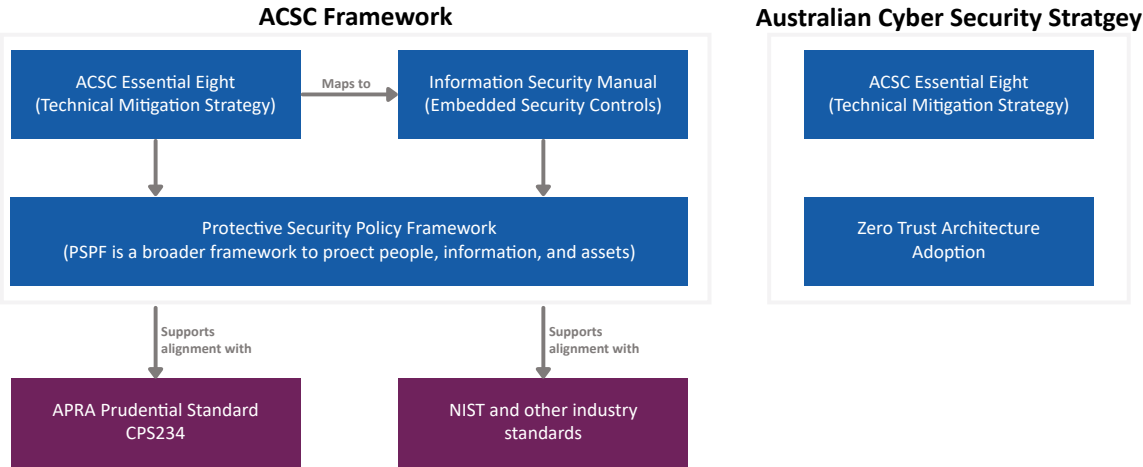 ACSC Framework
Australian Cyber Security Stratgey
ACSC Essential Eight
(Technical Mitigation Strategy)
Maps to
Information Security Manual
(Embedded Security Controls)
ACSC Essential Eight
(Technical Mitigation Strategy)
Protective Security Policy Framework
(PSPF is a broader framework to proect people, information, and assets)
Zero Trust Architecture
Adoption
Supports
alignment with
Supports
alignment with
APRA Prudential Standard
CPS234
NIST and other industry
standards